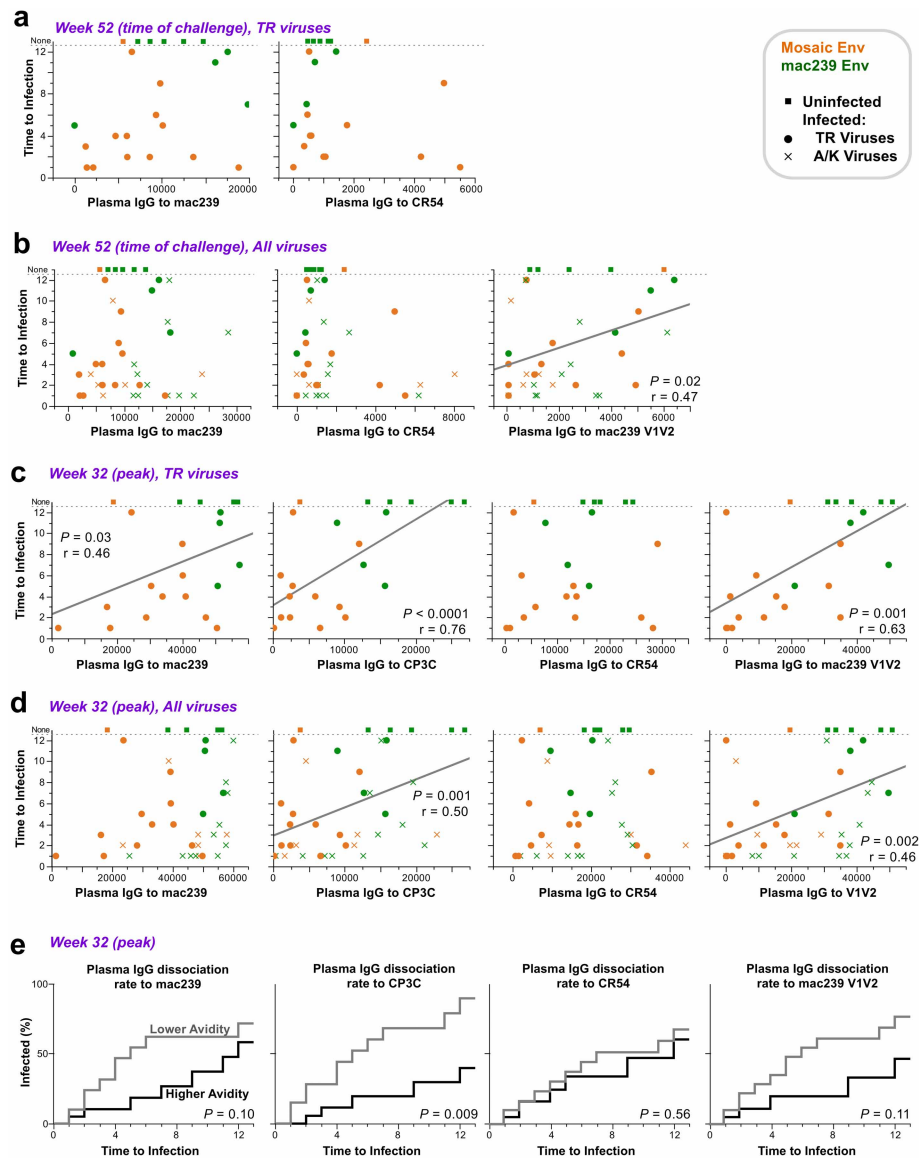 a
Week 52 (time of challenge), TR viruses
None
12
8
4
0
Time to Infection
0
10000
20000
Plasma IgG to mac239
0
2000
4000
6000
Plasma IgG to CR54
Mosaic Env
mac239 Env
Uninfected
Infected:
TR Viruses
A/K Viruses
b
Week 52 (time of challenge), All viruses
None
12
10
8
6
4
2
0
Time to Infection
0
10000
20000
30000
Plasma IgG to mac239
0
4000
8000
Plasma IgG to CR54
P = 0.02
r = 0.47
0
2000
4000
6000
Plasma IgG to mac239 V1V2
c
Week 32 (peak), TR viruses
None
12
10
8
6
4
2
0
Time to Infection
P = 0.03
r = 0.46
0
20000
40000
Plasma IgG to mac239
P < 0.0001
r = 0.76
0
10000
20000
Plasma IgG to CP3C
0
10000
20000
30000
Plasma IgG to CR54
P = 0.001
r = 0.63
0
20000
40000
Plasma IgG to mac239 V1V2
d
Week 32 (peak), All viruses
None
12
10
8
6
4
2
0
Time to Infection
0
20000
40000
60000
Plasma IgG to mac239
P = 0.001
r = 0.50
0
10000
20000
Plasma IgG to CP3C
0
20000
40000
Plasma IgG to CR54
P = 0.002
r = 0.46
0
20000
40000
Plasma IgG to V1V2
e
Week 32 (peak)
Plasma IgG dissociation
rate to mac239
100
50
0
Infected (%)
Lower Avidity
Higher Avidity
P = 0.10
4
8
12
Time to Infection
Plasma IgG dissociation
rate to CP3C
P = 0.009
4
8
12
Time to Infection
Plasma IgG dissociation
rate to CR54
P = 0.56
4
8
12
Time to Infection
Plasma IgG dissociation
rate to mac239 V1V2
P = 0.11
4
8
12
Time to Infection